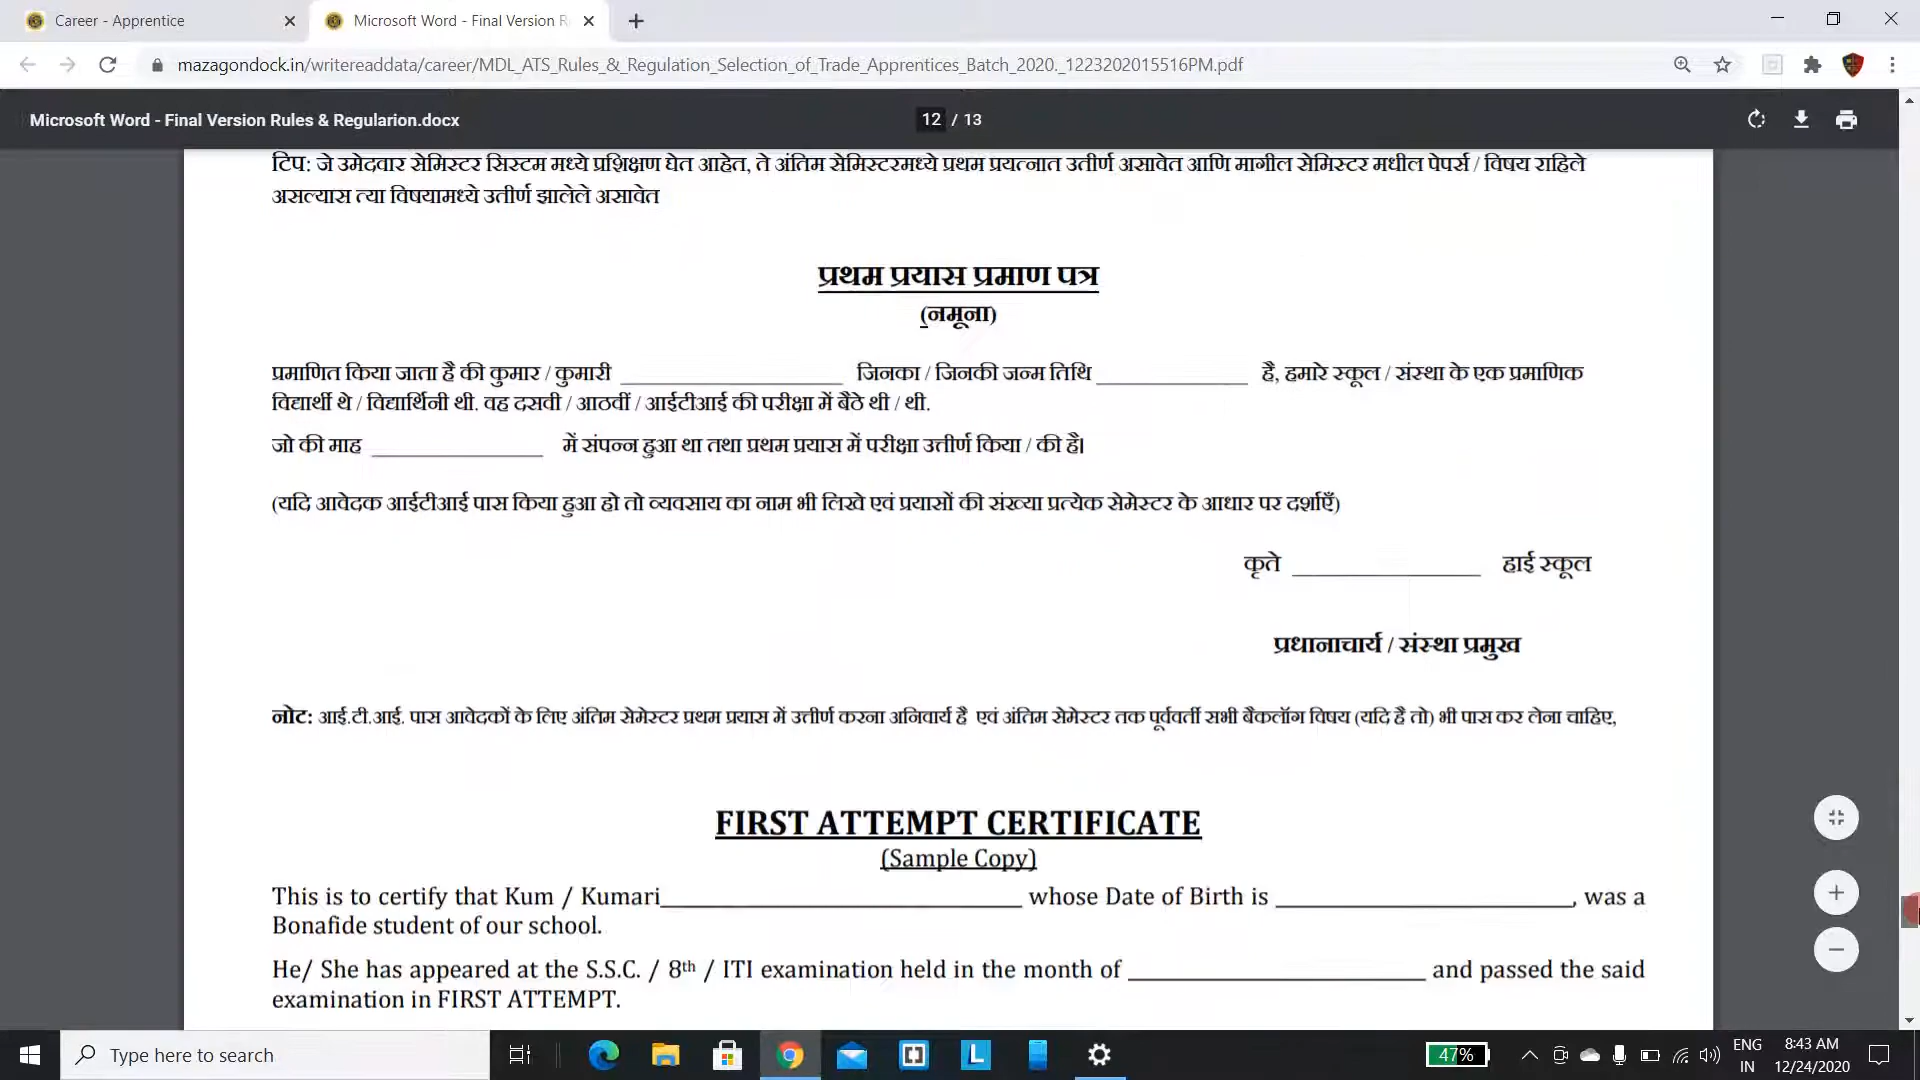 Career - Apprentice
Microsoft Word - Final Version R
mazagondock.in/writereaddata/career/MDL_ATS_Rules_&_Regulation_Selection_of_Trade_Apprentices_Batch_2020._1223202015516PM.pdf
Microsoft Word - Final Version Rules & Regularion.docx
12 / 13
टिप: जे उमेदवार सेमिस्टर सिस्टम मध्ये प्रशिक्षण घेत आहेत, ते अंतिम सेमिस्टरमध्ये प्रथम प्रयत्नात उतीर्ण असावेत आणि मागील सेमिस्टर मधील पेपर्स / विषय राहिले
असल्यास त्या विषयामध्ये उतीर्ण झालेले असावेत
प्रथम प्रयास प्रमाण पत्र
(नमूना)
प्रमाणित किया जाता है की कुमार / कुमारी ____________ जिनका / जिनकी जन्म तिथि ____________ है, हमारे स्कूल / संस्था के एक प्रमाणिक
विद्यार्थी थे / विद्यार्थिनी थी. वह दसवी / आठवीं / आईटीआई की परीक्षा में बैठे थी / थी.
जो की माह ____________ में संपन्न हुआ था तथा प्रथम प्रयास में परीक्षा उत्तीर्ण किया / की है।
(यदि आवेदक आईटीआई पास किया हुआ हो तो व्यवसाय का नाम भी लिखे एवं प्रयासों की संख्या प्रत्येक सेमेस्टर के आधार पर दर्शाएँ)
कृते ____________ हाई स्कूल
प्रधानाचार्य / संस्था प्रमुख
नोट: आई.टी.आई. पास आवेदकों के लिए अंतिम सेमेस्टर प्रथम प्रयास में उत्तीर्ण करना अनिवार्य है एवं अंतिम सेमेस्टर तक पूर्ववर्ती सभी बैकलॉग विषय (यदि है तो) भी पास कर लेना चाहिए,
FIRST ATTEMPT CERTIFICATE
(Sample Copy)
This is to certify that Kum / Kumari____________ whose Date of Birth is ____________, was a
Bonafide student of our school.
He/ She has appeared at the S.S.C. / 8th / ITI examination held in the month of ____________ and passed the said
examination in FIRST ATTEMPT.
Type here to search
47%
ENG
IN
8:43 AM
12/24/2020